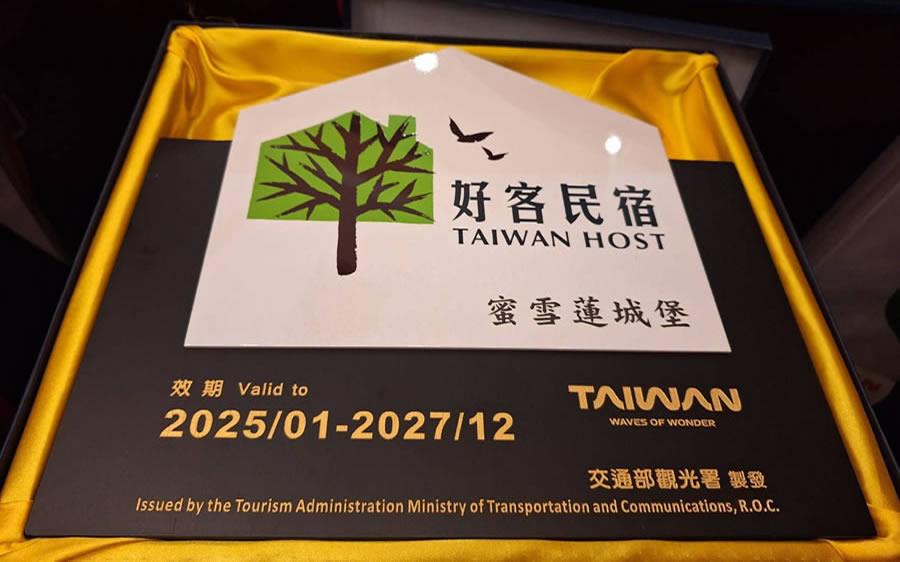 好客民宿
TAIWAN HOST
蜜雪蓮城堡
效期 Valid to
2025/01-2027/12
TAIWAN
WAVES OF WONDER
交通部觀光署 製發
Issued by the Tourism Administration Ministry of Transportation and Communications, R.O.C.